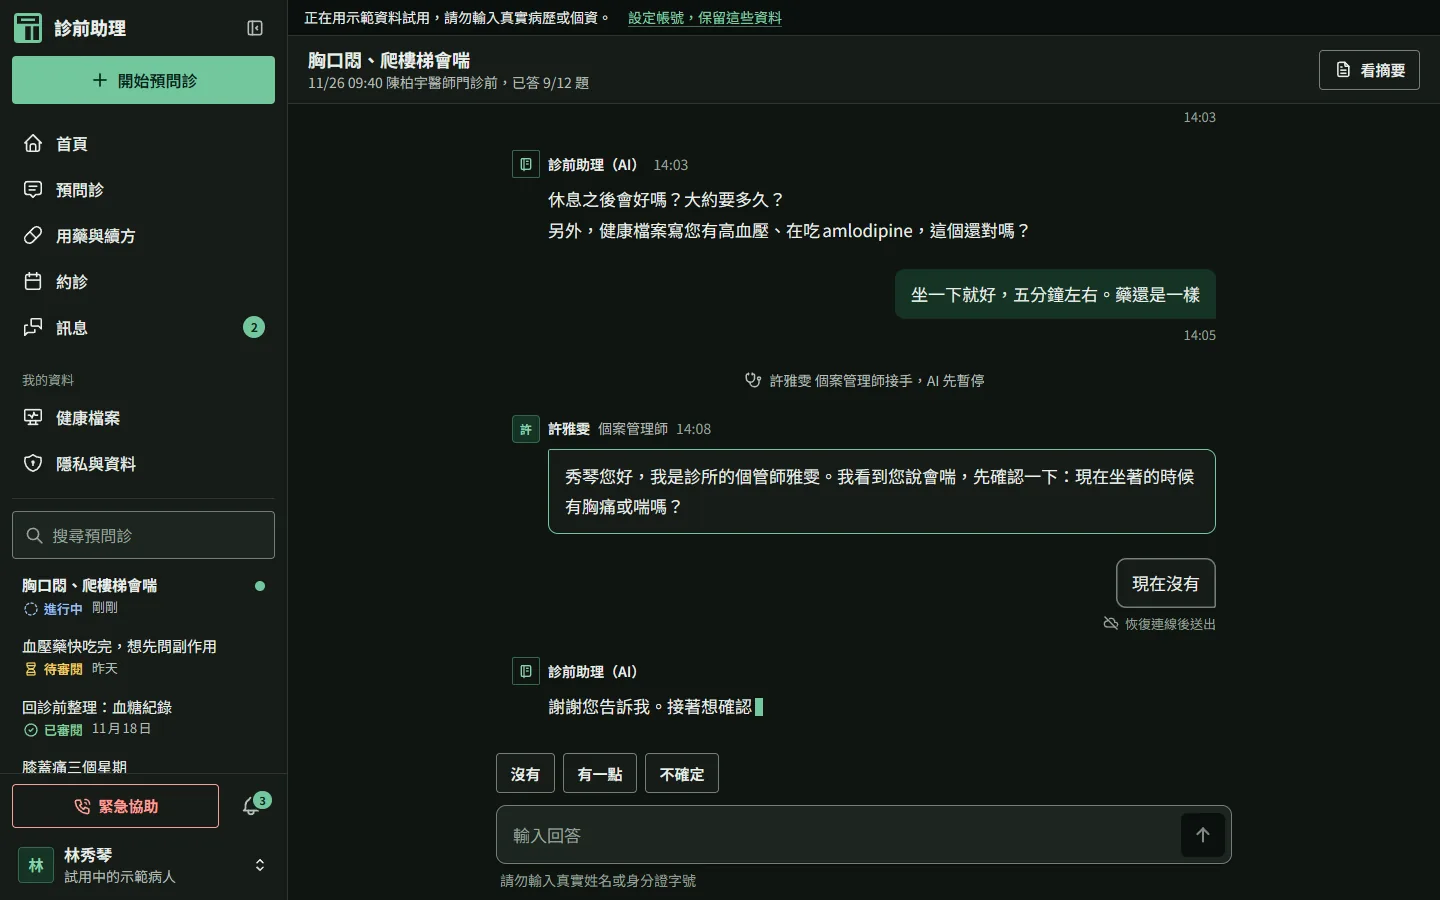 診前助理
開始預問診
首頁
預問診
用藥與續方
約診
訊息 2
我的資料
健康檔案
隱私與資料
搜尋預問診
胸口悶、爬樓梯會喘
進行中 剛剛
血壓藥快吃完，想先問副作用
待審閱 昨天
回診前整理：血糖紀錄
已審閱 11月18日
膝蓋痛三個星期
緊急協助 3
林 林秀琴
試用中的示範病人
正在用示範資料試用，請勿輸入真實病歷或個資。 設定帳號，保留這些資料
胸口悶、爬樓梯會喘
11/26 09:40 陳柏宇醫師門診前，已答 9/12 題
看摘要
14:03
診前助理（AI） 14:03
休息之後會好嗎？大約要多久？
另外，健康檔案寫您有高血壓、在吃 amlodipine，這個還對嗎？
坐一下就好，五分鐘左右。藥還是一樣
14:05
許雅雯 個案管理師接手，AI 先暫停
許 許雅雯 個案管理師 14:08
秀琴您好，我是診所的個管師雅雯。我看到您說會喘，先確認一下：現在坐著的時候
有胸痛或喘嗎？
現在沒有
恢復連線後送出
診前助理（AI）
謝謝您告訴我。接著想確認
沒有 有一點 不確定
輸入回答
請勿輸入真實姓名或身分證字號